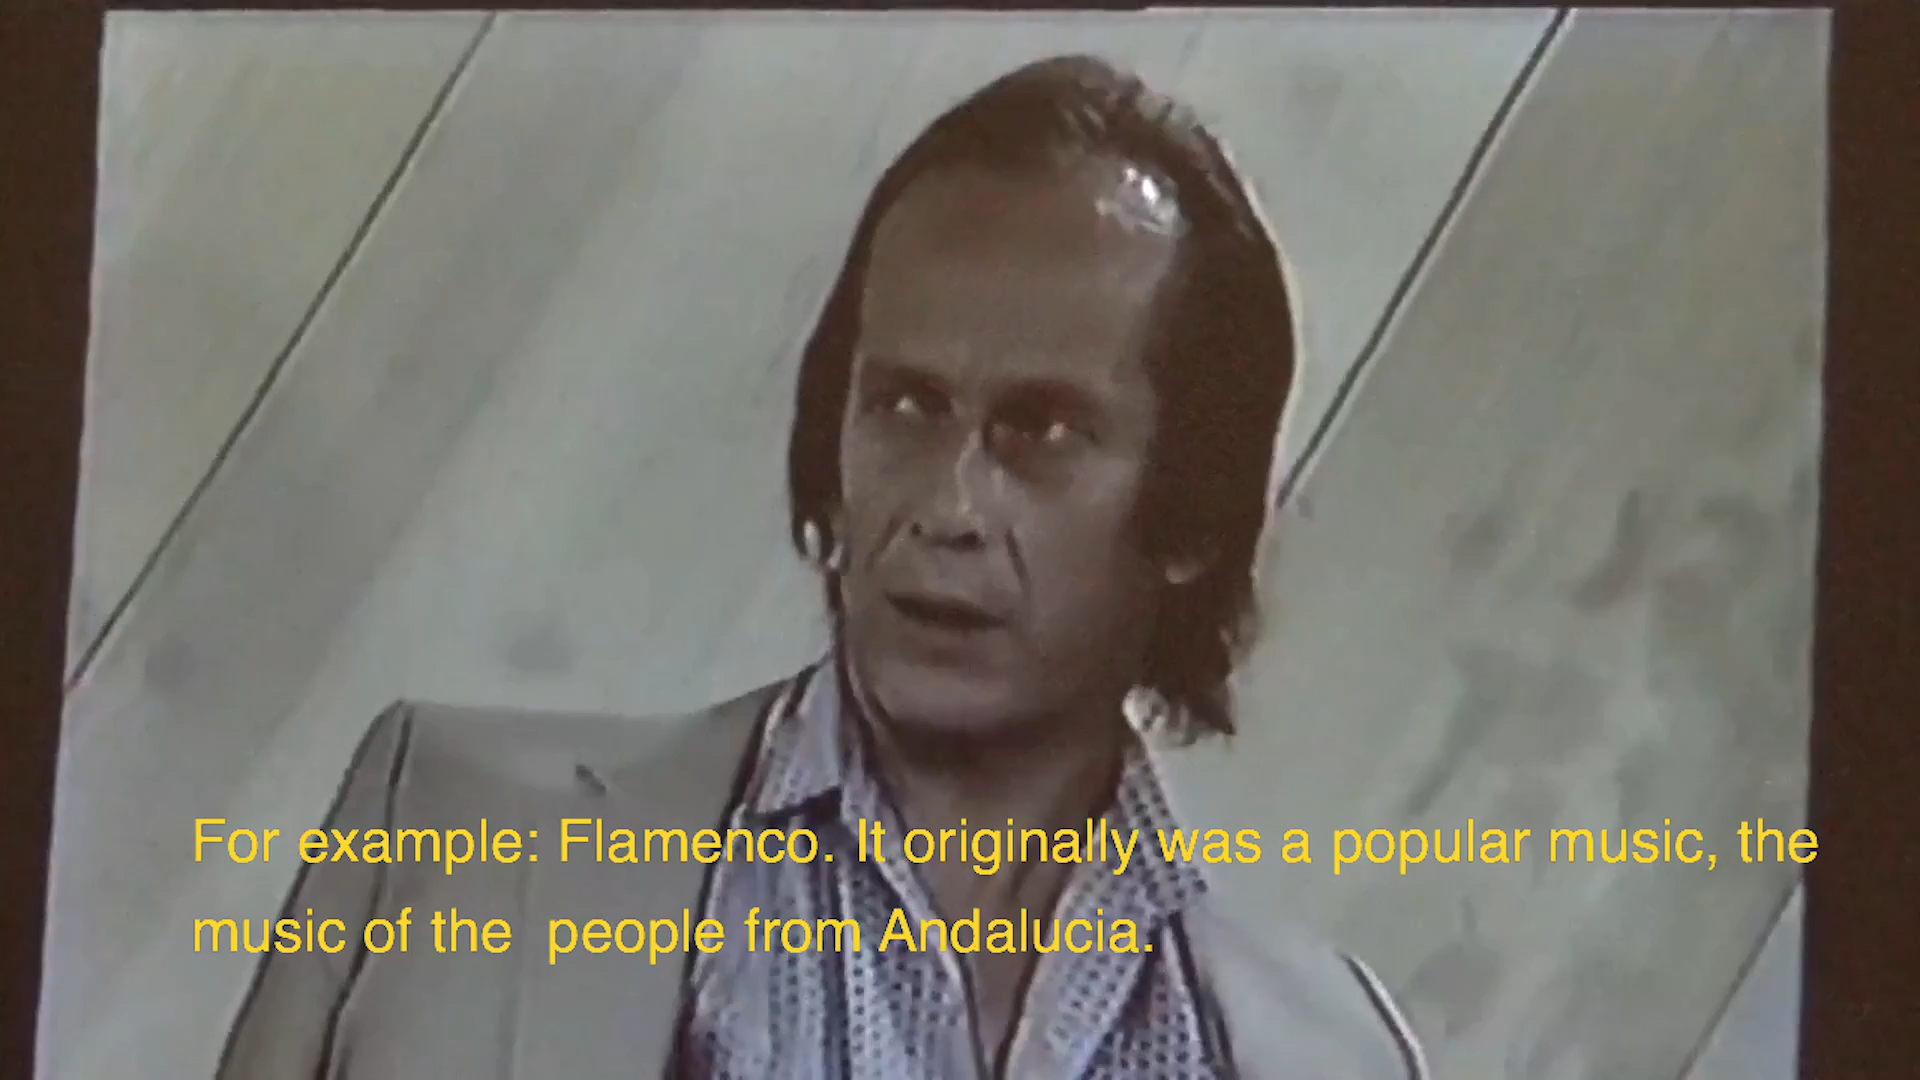 For example: Flamenco. It originally was a popular music, the
music of the  people from Andalucia.